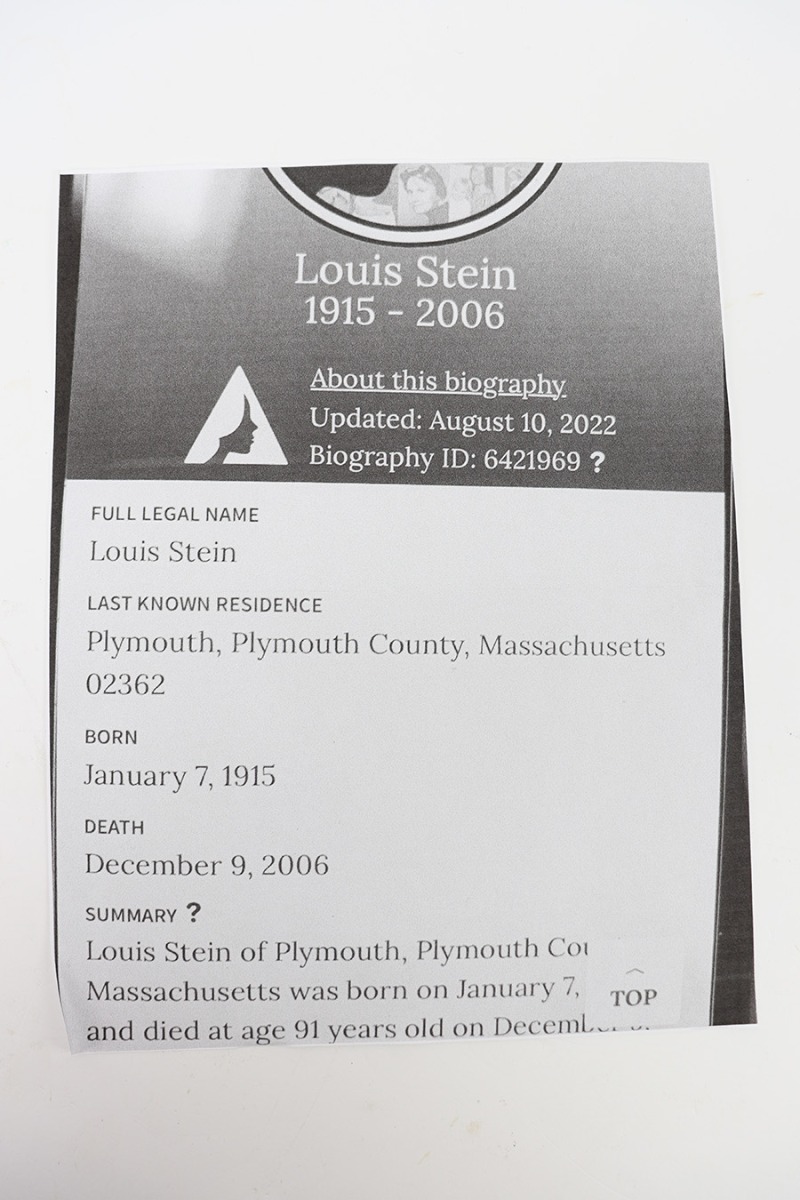 Louis Stein
1915 - 2006
About this biography
Updated: August 10, 2022
Biography ID: 6421969 ?
FULL LEGAL NAME
Louis Stein
LAST KNOWN RESIDENCE
Plymouth, Plymouth County, Massachusetts
02362
BORN
January 7, 1915
DEATH
December 9, 2006
SUMMARY ?
Louis Stein of Plymouth, Plymouth
Massachusetts was born on January 7,
TOP
and died at age 91 years old on